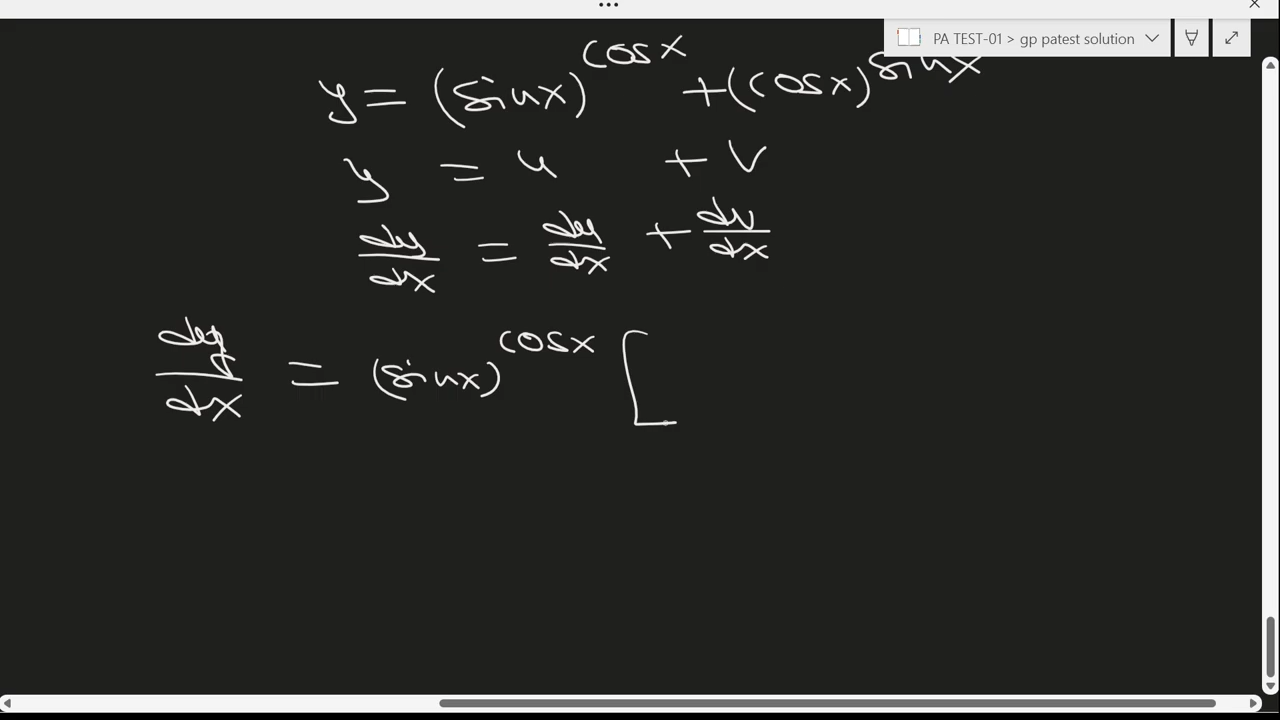 PA TEST-01 > gp patest solution
y = (sinx)^cosx + (cosx)^sinx
y = u + v
dy/dx = du/dx + dv/dx
dy/dx = (sinx)^cosx [